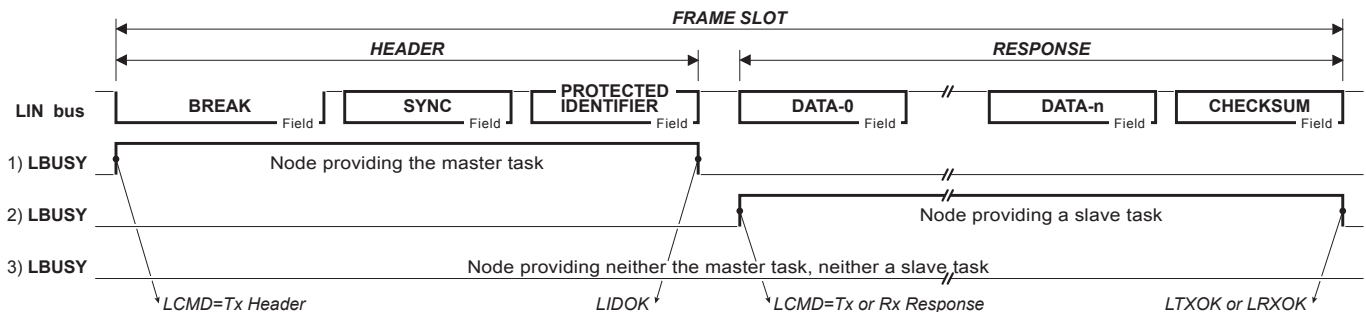 FRAME SLOT
HEADER RESPONSE
LIN bus BREAK Field SYNC Field PROTECTED IDENTIFIER Field DATA-0 Field DATA-n Field CHECKSUM Field
1) LBUSY Node providing the master task
2) LBUSY Node providing a slave task
3) LBUSY Node providing neither the master task, neither a slave task
LCMD=Tx Header LIDOK LCMD=Tx or Rx Response LTXOK or LRXOK